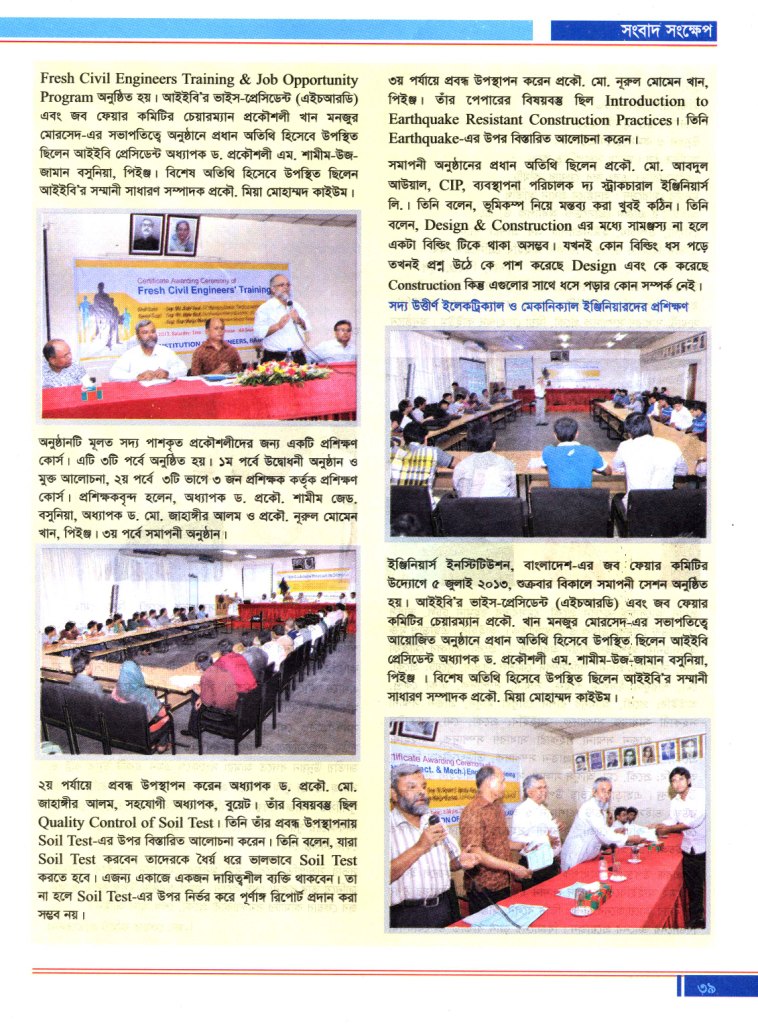 সংবাদ সংক্ষেপ
Fresh Civil Engineers Training & Job Opportunity
Program অনুষ্ঠিত হয়। আইইবি'র ভাইস-প্রেসিডেন্ট (এইচআরডি)
এবং জব ফেয়ার কমিটির চেয়ারম্যান প্রকৌশলী খান মনজুর
মোরসেদ-এর সভাপতিত্বে অনুষ্ঠানে প্রধান অতিথি হিসেবে উপস্থিত
ছিলেন আইইবি প্রেসিডেন্ট অধ্যাপক ড. প্রকৌশলী এম. শামীম-উজ-
জামান বসুনিয়া, পিইঞ্জ। বিশেষ অতিথি হিসেবে উপস্থিত ছিলেন
আইইবি'র সম্মানী সাধারণ সম্পাদক প্রকৌ. মিয়া মোহাম্মদ কাইউম।
Certificate Awarding Ceremony of
Fresh Civil Engineers' Training
অনুষ্ঠানটি মূলত সদ্য পাশকৃত প্রকৌশলীদের জন্য একটি প্রশিক্ষণ
কোর্স। এটি ৩টি পর্বে অনুষ্ঠিত হয়। ১ম পর্বে উদ্বোধনী অনুষ্ঠান ও
মুক্ত আলোচনা, ২য় পর্বে ৩টি ভাগে ৩ জন প্রশিক্ষক কর্তৃক প্রশিক্ষণ
কোর্স। প্রশিক্ষকবৃন্দ হলেন, অধ্যাপক ড. প্রকৌ. শামীম জেড.
বসুনিয়া, অধ্যাপক ড. মো. জাহাঙ্গীর আলম ও প্রকৌ. নূরুল মোমেন
খান, পিইঞ্জ। ৩য় পর্বে সমাপনী অনুষ্ঠান।
২য় পর্যায়ে প্রবন্ধ উপস্থাপন করেন অধ্যাপক ড. প্রকৌ. মো.
জাহাঙ্গীর আলম, সহযোগী অধ্যাপক, বুয়েট। তাঁর বিষয়বস্তু ছিল
Quality Control of Soil Test। তিনি তাঁর প্রবন্ধ উপস্থাপনায়
Soil Test-এর উপর বিস্তারিত আলোচনা করেন। তিনি বলেন, যারা
Soil Test করবেন তাদেরকে ধৈর্য ধরে ভালভাবে Soil Test
করতে হবে। এজন্য একাজে একজন দায়িত্বশীল ব্যক্তি থাকবেন। তা
না হলে Soil Test-এর উপর নির্ভর করে পূর্ণাঙ্গ রিপোর্ট প্রদান করা
সম্ভব নয়।
৩য় পর্যায়ে প্রবন্ধ উপস্থাপন করেন প্রকৌ. মো. নূরুল মোমেন খান,
পিইঞ্জ। তাঁর পেপারের বিষয়বস্তু ছিল Introduction to
Earthquake Resistant Construction Practices। তিনি
Earthquake-এর উপর বিস্তারিত আলোচনা করেন।
সমাপনী অনুষ্ঠানের প্রধান অতিথি ছিলেন প্রকৌ. মো. আবদুল
আউয়াল, CIP, ব্যবস্থাপনা পরিচালক দ্য স্ট্রাকচারাল ইঞ্জিনিয়ার্স
লি.। তিনি বলেন, ভূমিকম্প নিয়ে মন্তব্য করা খুবই কঠিন। তিনি
বলেন, Design & Construction এর মধ্যে সামঞ্জস্য না হলে
একটা বিল্ডিং টিকে থাকা অসম্ভব। যখনই কোন বিল্ডিং ধস পড়ে
তখনই প্রশ্ন উঠে কে পাশ করেছে Design এবং কে করেছে
Construction কিন্তু এগুলোর সাথে ধসে পড়ার কোন সম্পর্ক নেই।
সদ্য উত্তীর্ণ ইলেকট্রিক্যাল ও মেকানিক্যাল ইঞ্জিনিয়ারদের প্রশিক্ষণ
ইঞ্জিনিয়ার্স ইনস্টিটিউশন, বাংলাদেশ-এর জব ফেয়ার কমিটির
উদ্যোগে ৫ জুলাই ২০১৩, শুক্রবার বিকালে সমাপনী সেশন অনুষ্ঠিত
হয়। আইইবি'র ভাইস-প্রেসিডেন্ট (এইচআরডি) এবং জব ফেয়ার
কমিটির চেয়ারম্যান প্রকৌ. খান মনজুর মোরসেদ-এর সভাপতিত্বে
আয়োজিত অনুষ্ঠানে প্রধান অতিথি হিসেবে উপস্থিত ছিলেন আইইবি
প্রেসিডেন্ট অধ্যাপক ড. প্রকৌশলী এম. শামীম-উজ-জামান বসুনিয়া,
পিইঞ্জ । বিশেষ অতিথি হিসেবে উপস্থিত ছিলেন আইইবি'র সম্মানী
সাধারণ সম্পাদক প্রকৌ. মিয়া মোহাম্মদ কাইউম।
৩৯